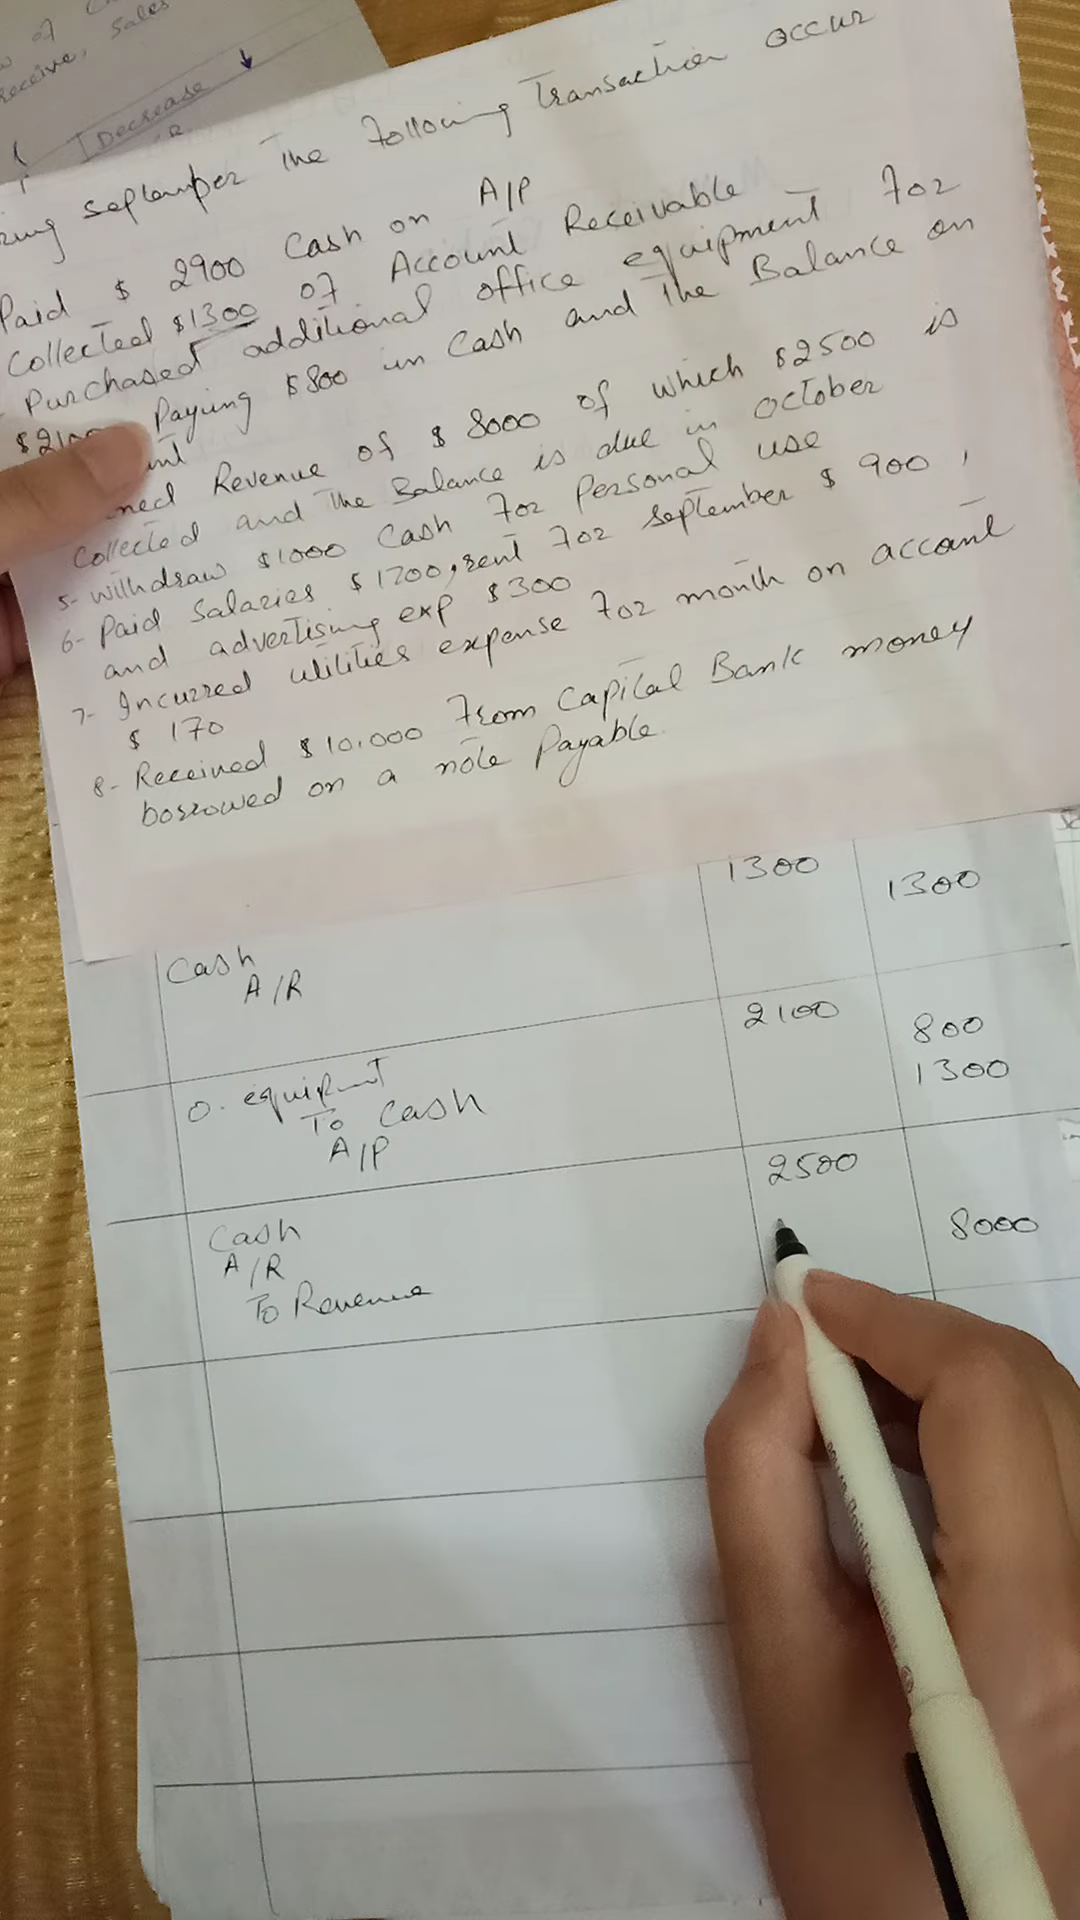 receive, Sales
Decrease
September The Following Transaction occur
Paid $ 2900 Cash on A/P
Collected $1300 of Account Receivable
Purchased additional office equipment For
Paying $800 in Cash and The Balance on
Revenue of $ 8000 of which $2500 is
Collected and The Balance is due in October
5- withdraw $1000 Cash For Personal use
6- Paid Salaries $ 1700, rent For September $ 900,
and advertising exp $300
7- Incurred utilities expense For month on account
$ 170
8- Received $10.000 From Capital Bank money
borrowed on a note Payable.
1300
1300
Cash
A/R
2100
800
O. equipmt
To Cash
1300
A/P
2500
Cash
8000
A/R
To Revenue